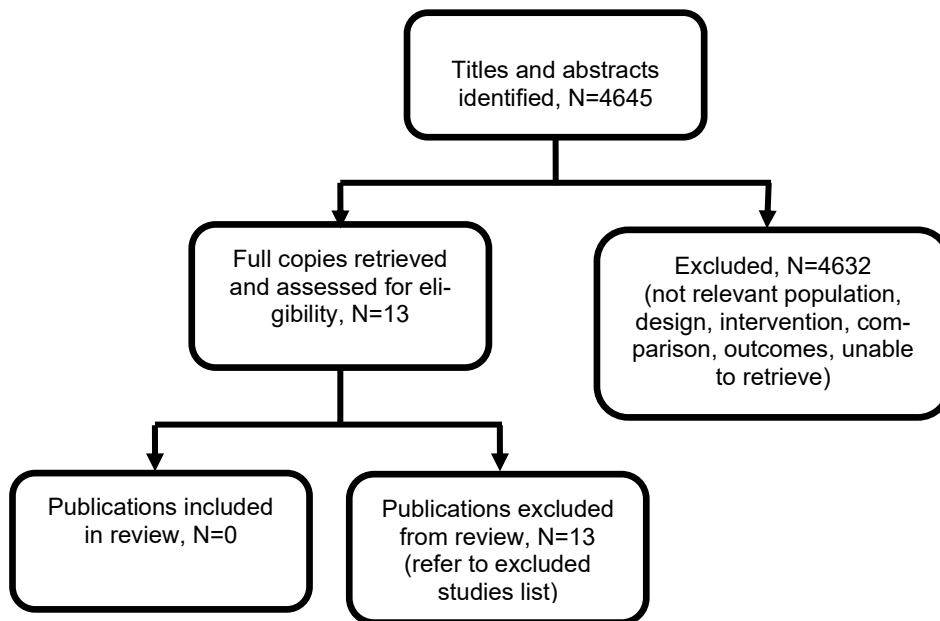 Titles and abstracts
identified, N=4645
Full copies retrieved
and assessed for eli-
gibility, N=13
Excluded, N=4632
(not relevant population,
design, intervention, com-
parison, outcomes, unable
to retrieve)
Publications included
in review, N=0
Publications excluded
from review, N=13
(refer to excluded
studies list)